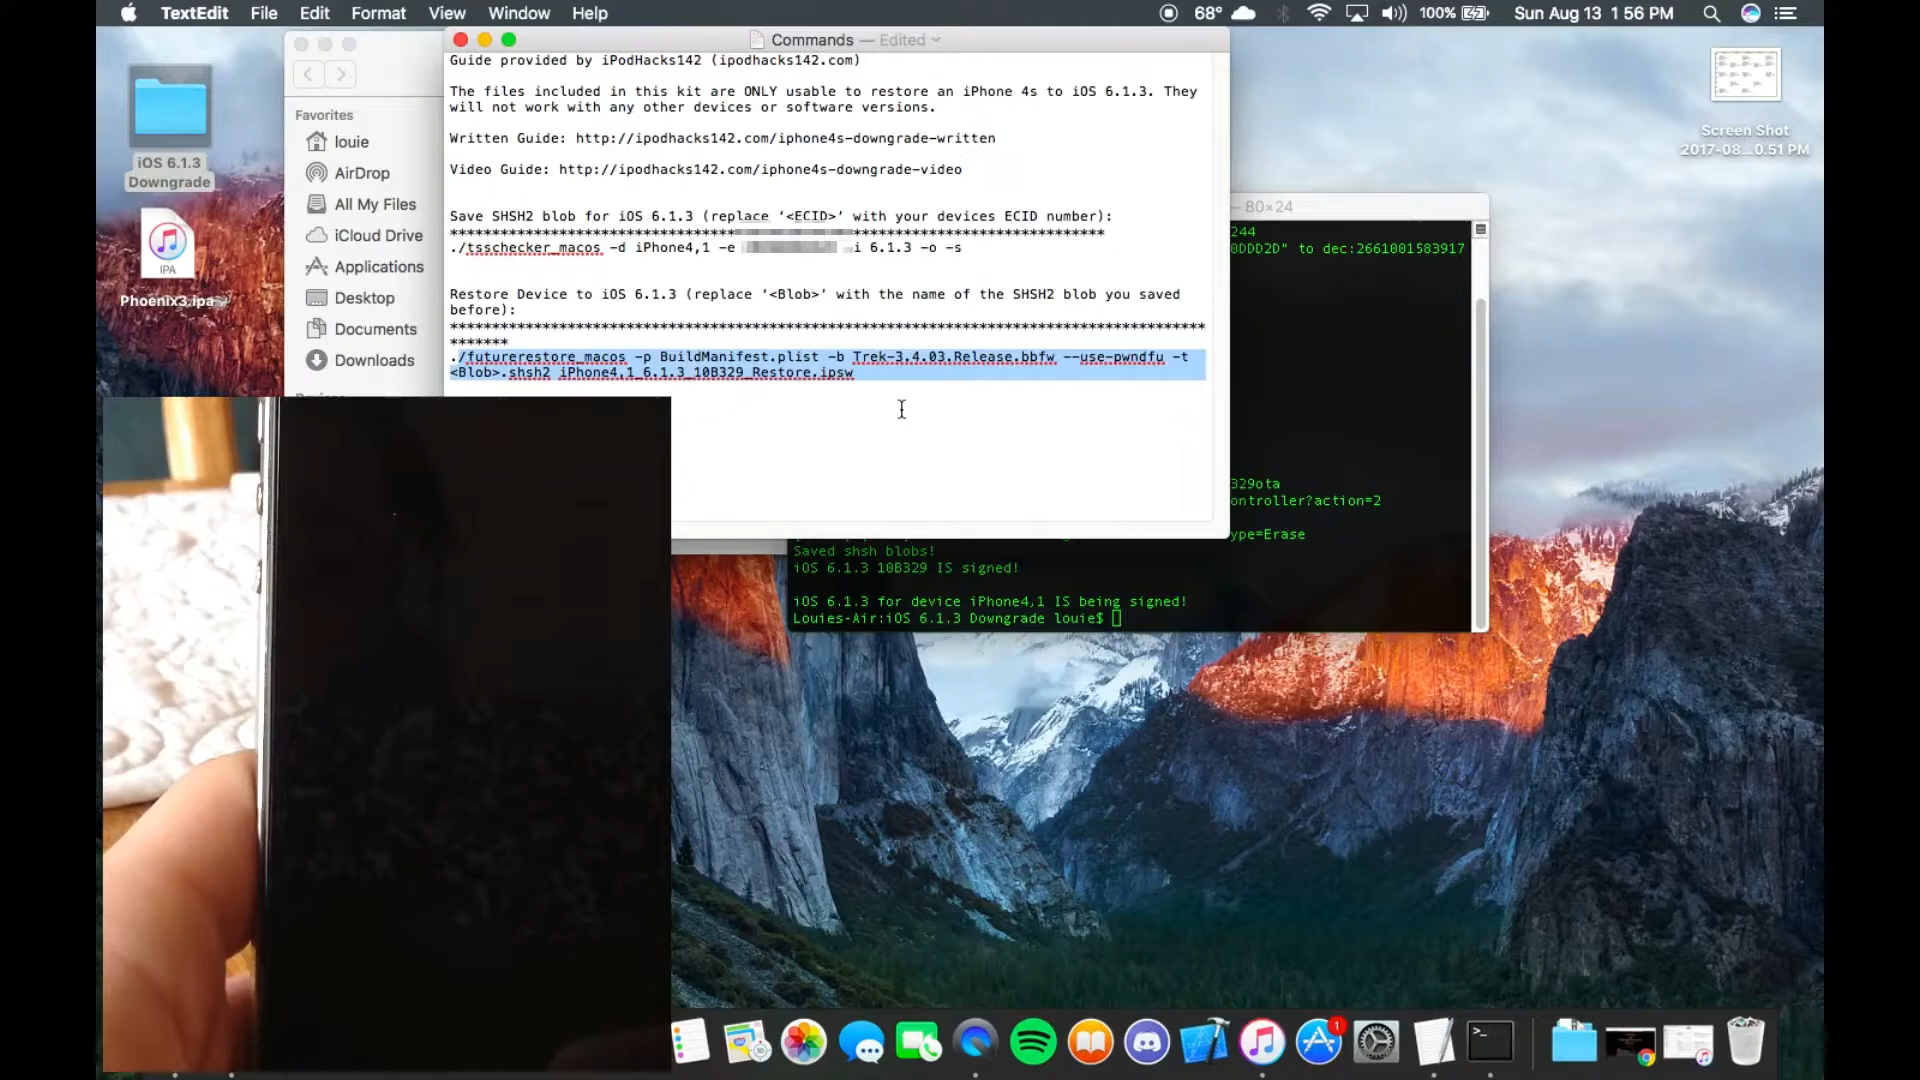 TextEdit File Edit Format View Window Help 68° 100% Sun Aug 13 1:56 PM
Commands — Edited
Guide provided by iPodHacks142 (ipodhacks142.com)
The files included in this kit are ONLY usable to restore an iPhone 4s to iOS 6.1.3. They
will not work with any other devices or software versions.
Written Guide: http://ipodhacks142.com/iphone4s-downgrade-written
Video Guide: http://ipodhacks142.com/iphone4s-downgrade-video
Save SHSH2 blob for iOS 6.1.3 (replace ‘<ECID>’ with your devices ECID number):
******************************************************************************
./tsschecker_macos -d iPhone4,1 -e i 6.1.3 -o -s
Restore Device to iOS 6.1.3 (replace ‘<Blob>’ with the name of the SHSH2 blob you saved
before):
******************************************************************************************
*******
./futurerestore_macos -p BuildManifest.plist -b Trek-3.4.03.Release.bbfw --use-pwndfu -t
<Blob>.shsh2 iPhone4,1_6.1.3_10B329_Restore.ipsw
iOS 6.1.3
Downgrade
IPA
Phoenix3.ipa
Favorites
louie
AirDrop
All My Files
iCloud Drive
Applications
Desktop
Documents
Downloads
Screen Shot
2017-08...0.51 PM
— 80×24
244
0DDD2D" to dec:2661001583917
329ota
ontroller?action=2
ype=Erase
Saved shsh blobs!
iOS 6.1.3 10B329 IS signed!
iOS 6.1.3 for device iPhone4,1 IS being signed!
Louies-Air:iOS 6.1.3 Downgrade louie$
1